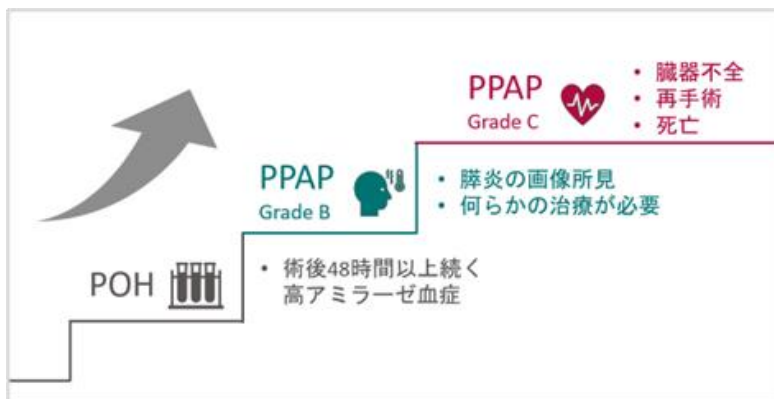 PPAP
Grade C
• 臓器不全
• 再手術
• 死亡
PPAP
Grade B
• 膵炎の画像所見
• 何らかの治療が必要
POH
• 術後48時間以上続く
高アミラーゼ血症